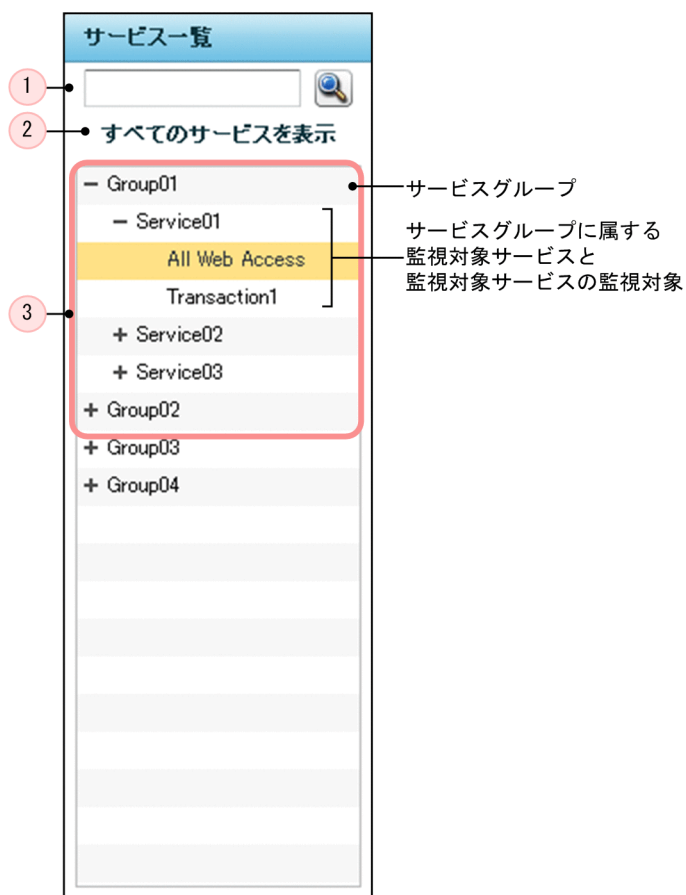 サービス一覧
1
2
すべてのサービスを表示
− Group01
サービスグループ
− Service01
サービスグループに属する
監視対象サービスと
監視対象サービスの監視対象
All Web Access
Transaction1
3
+ Service02
+ Service03
+ Group02
+ Group03
+ Group04